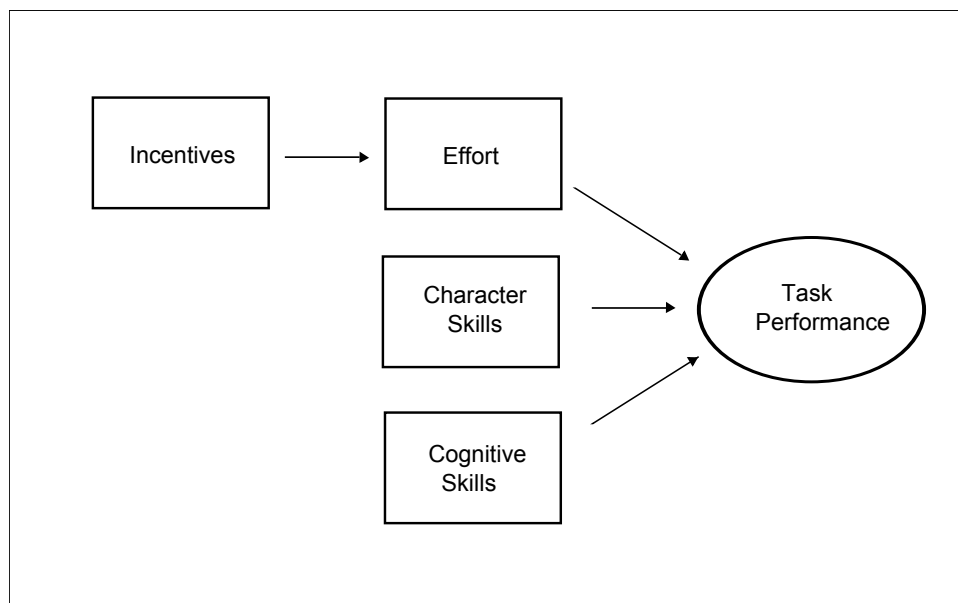 Incentives
Effort
Character
Skills
Task
Performance
Cognitive
Skills